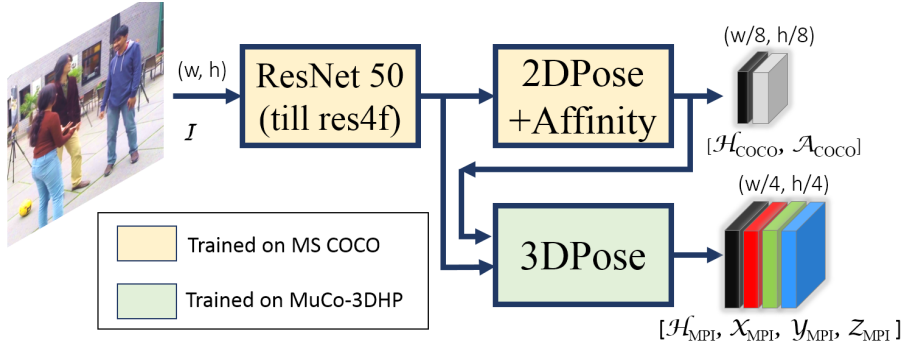 (w, h)
𝓘
ResNet 50
(till res4f)
2DPose
+Affinity
(w/8, h/8)
[𝓗COCO, 𝓐COCO]
3DPose
(w/4, h/4)
[𝓗MPI, 𝓧MPI, 𝓨MPI, 𝓩MPI]
Trained on MS COCO
Trained on MuCo-3DHP